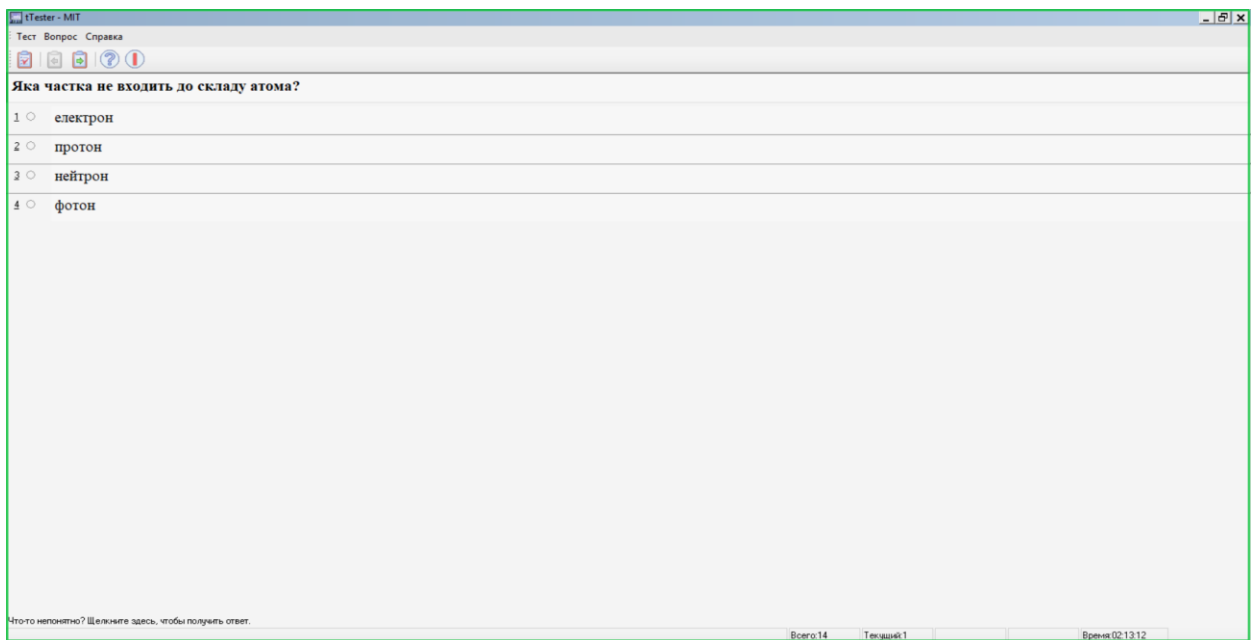 tTester - MIT
Тест Вопрос Справка
Яка частка не входить до складу атома?
1 електрон
2 протон
3 нейтрон
4 фотон
Что-то непонятно? Щелкните здесь, чтобы получить ответ.
Всего:14 Текущий:1 Время:02:13:12